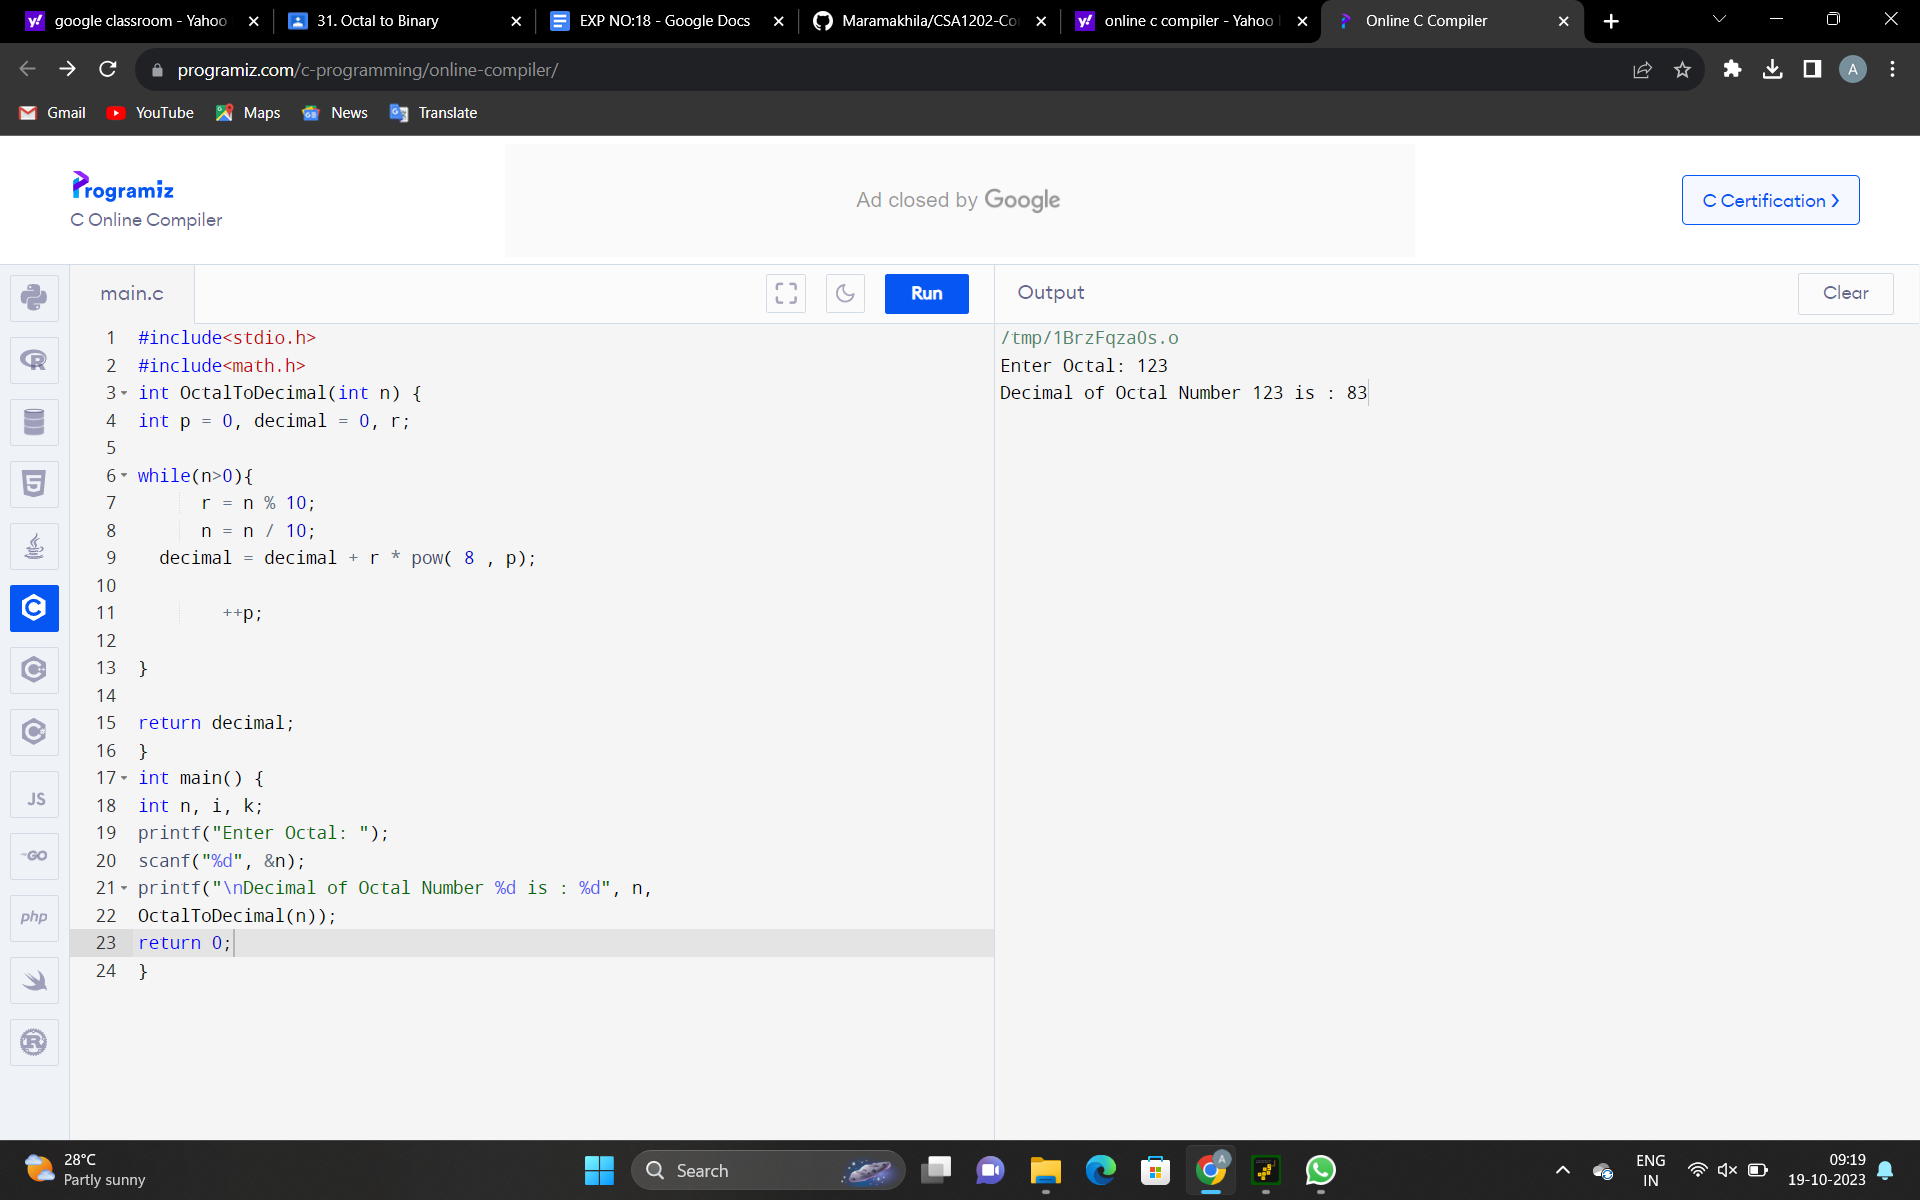 google classroom - Yahoo
31. Octal to Binary
EXP NO:18 - Google Docs
Maramakhila/CSA1202-Co
online c compiler - Yahoo
Online C Compiler
programiz.com/c-programming/online-compiler/
A
Gmail
YouTube
Maps
News
Translate
Programiz
C Online Compiler
Ad closed by Google
C Certification >
main.c
Run
Output
Clear
1 #include<stdio.h>
2 #include<math.h>
3 int OctalToDecimal(int n) {
4 int p = 0, decimal = 0, r;
5
6 while(n>0){
7 r = n % 10;
8 n = n / 10;
9 decimal = decimal + r * pow( 8 , p);
10
11 ++p;
12
13 }
14
15 return decimal;
16 }
17 int main() {
18 int n, i, k;
19 printf("Enter Octal: ");
20 scanf("%d", &n);
21 printf("\nDecimal of Octal Number %d is : %d", n,
22 OctalToDecimal(n));
23 return 0;
24 }
/tmp/1BrzFqza0s.o
Enter Octal: 123
Decimal of Octal Number 123 is : 83
JS
GO
php
28°C
Partly sunny
Search
A
ENG
IN
09:19
19-10-2023